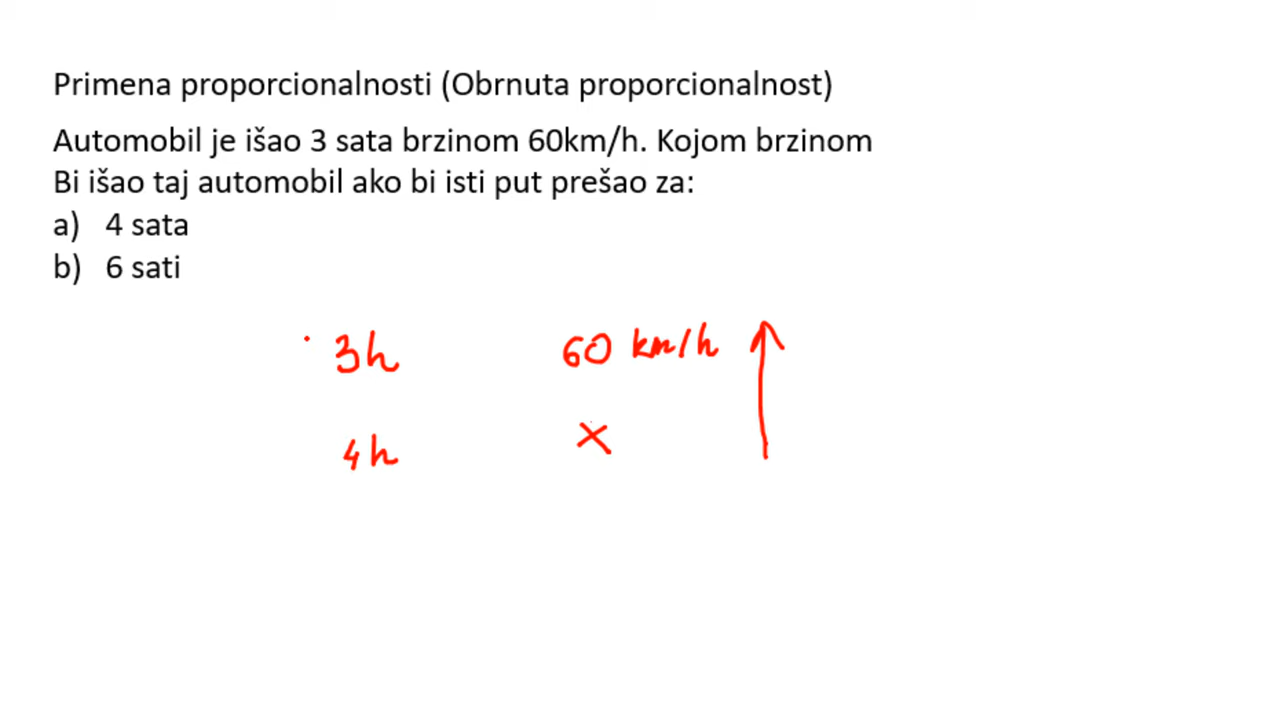 Primena proporcionalnosti (Obrnuta proporcionalnost)
Automobil je išao 3 sata brzinom 60km/h. Kojom brzinom
Bi išao taj automobil ako bi isti put prešao za:
a) 4 sata
b) 6 sati
3h 60 km/h
4h x